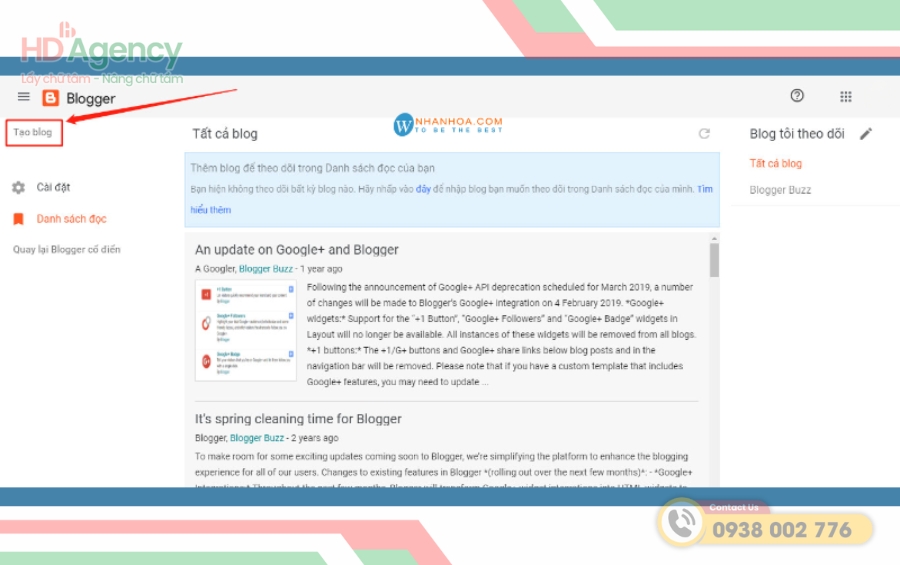 HD Agency
Lấy chữ tâm - Nâng chữ tầm
Blogger
Tạo blog
Cài đặt
Danh sách đọc
Quay lại Blogger cổ điển
Tất cả blog
NHANHOA.COM
TO BE THE BEST
Thêm blog để theo dõi trong Danh sách đọc của bạn
Bạn hiện không theo dõi bất kỳ blog nào. Hãy nhấp vào đây để nhập blog bạn muốn theo dõi trong Danh sách đọc của mình. Tìm
hiểu thêm
An update on Google+ and Blogger
A Googler, Blogger Buzz - 1 year ago
Following the announcement of Google+ API deprecation scheduled for March 2019, a number
of changes will be made to Blogger's Google+ integration on 4 February 2019. *Google+
widgets:* Support for the "+1 Button", "Google+ Followers" and "Google+ Badge" widgets in
Layout will no longer be available. All instances of these widgets will be removed from all blogs.
*+1 buttons:* The +1/G+ buttons and Google+ share links below blog posts and in the
navigation bar will be removed. Please note that if you have a custom template that includes
Google+ features, you may need to update ...
It's spring cleaning time for Blogger
Blogger, Blogger Buzz - 2 years ago
To make room for some exciting updates coming soon to Blogger, we're simplifying the platform to enhance the blogging
experience for all of our users. Changes to existing features in Blogger *(rolling out over the next few months)*: - *Google+
Blog tôi theo dõi
Tất cả blog
Blogger Buzz
Contact Us
0938 002 776